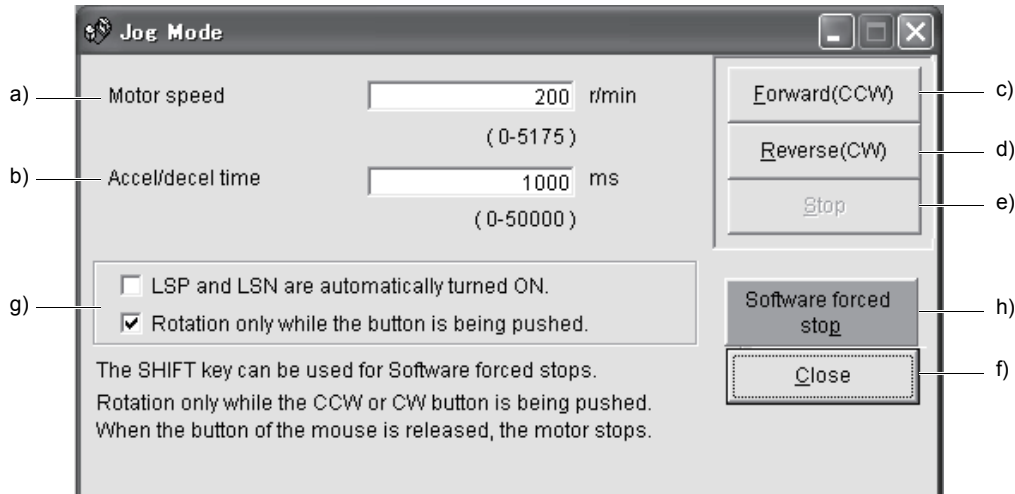 Jog Mode
a)
Motor speed
200 r/min
(0-5175)
b)
Accel/decel time
1000 ms
(0-50000)
Forward(CCW)
c)
Reverse(CW)
d)
Stop
e)
g)
LSP and LSN are automatically turned ON.
Rotation only while the button is being pushed.
The SHIFT key can be used for Software forced stops.
Rotation only while the CCW or CW button is being pushed.
When the button of the mouse is released, the motor stops.
Software forced
stop
h)
Close
f)